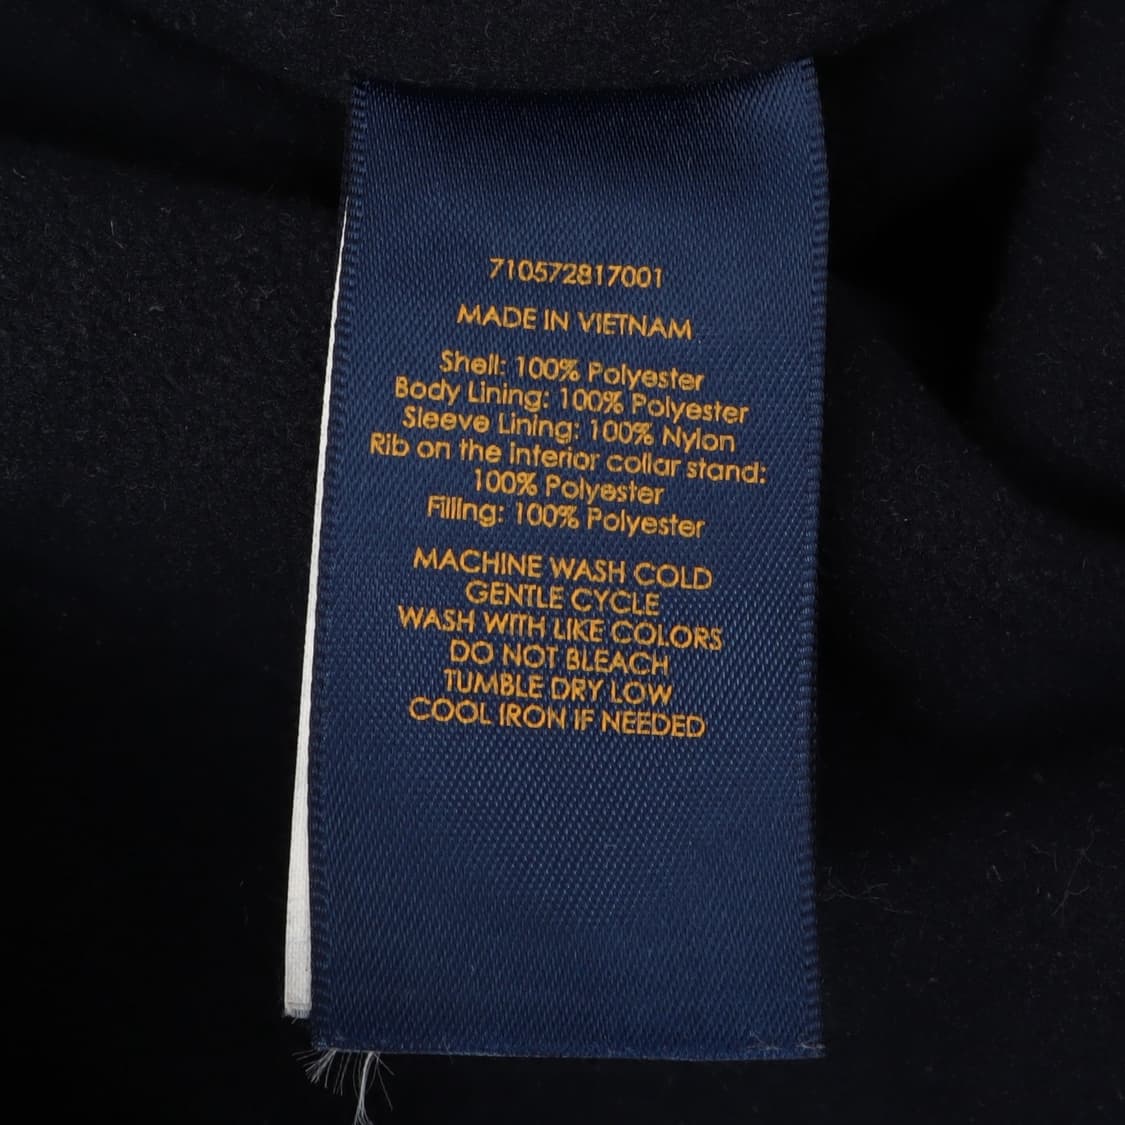 710572817001
MADE IN VIETNAM
Shell: 100% Polyester
Body Lining: 100% Polyester
Sleeve Lining: 100% Nylon
Rib on the interior collar stand:
100% Polyester
Filling: 100% Polyester
MACHINE WASH COLD
GENTLE CYCLE
WASH WITH LIKE COLORS
DO NOT BLEACH
TUMBLE DRY LOW
COOL IRON IF NEEDED